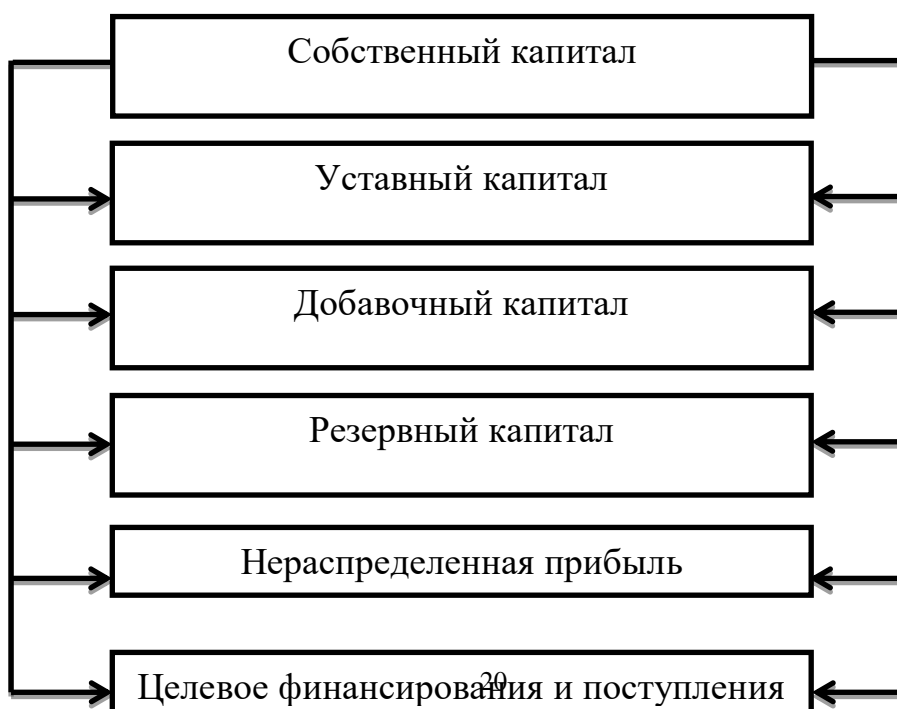 Собственный капитал
Уставный капитал
Добавочный капитал
Резервный капитал
Нераспределенная прибыль
Целевое финансирования и поступления
20